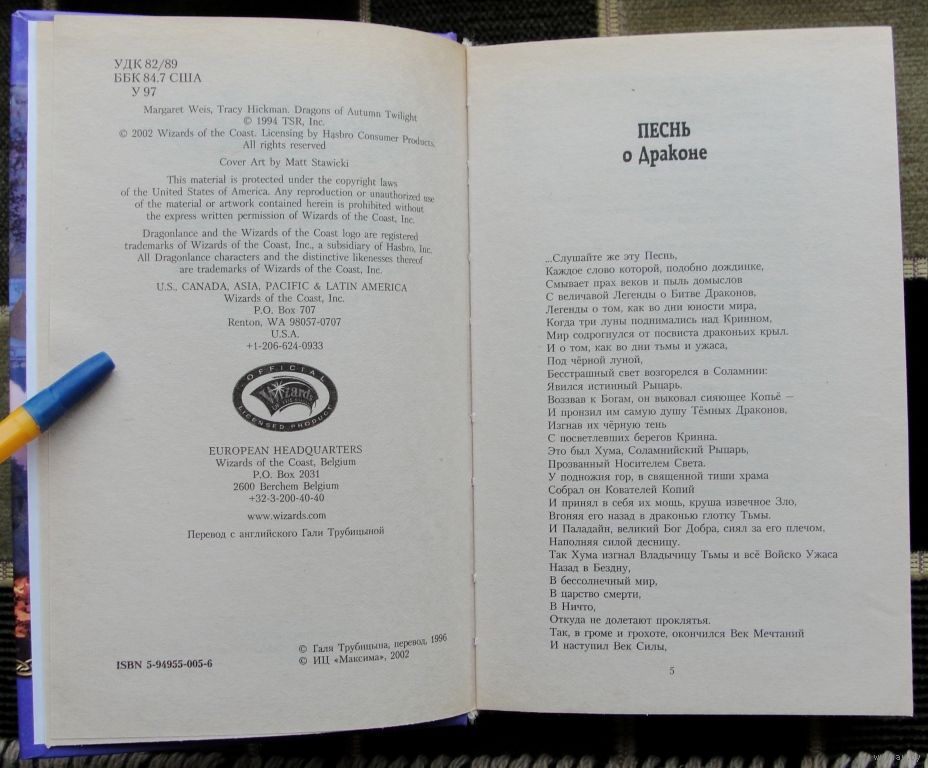 УДК 82/89
ББК 84.7 США
У 97
Margaret Weis, Tracy Hickman. Dragons of Autumn Twilight
© 1994 TSR, Inc.
© 2002 Wizards of the Coast. Licensing by Hasbro Consumer Products.
All rights reserved
Cover Art by Matt Stawicki
This material is protected under the copyright laws
of the United States of America. Any reproduction or unauthorized use
of the material or artwork contained herein is prohibited without
the express written permission of Wizards of the Coast, Inc.
Dragonlance and the Wizards of the Coast logo are registered
trademarks of Wizards of the Coast, Inc., a subsidiary of Hasbro, Inc.
All Dragonlance characters and the distinctive likenesses thereof
are trademarks of Wizards of the Coast, Inc.
U.S., CANADA, ASIA, PACIFIC & LATIN AMERICA
Wizards of the Coast, Inc.
P.O. Box 707
Renton, WA 98057-0707
U.S.A.
+1-206-624-0933
OFFICIAL
Wizards
OF THE COAST
LICENSED PRODUCT
EUROPEAN HEADQUARTERS
Wizards of the Coast, Belgium
P.O. Box 2031
2600 Berchem Belgium
+32-3-200-40-40
www.wizards.com
Перевод с английского Гали Трубицыной
© Галя Трубицына, перевод, 1996
ISBN 5-94955-005-6
© ИЦ «Максима», 2002
ПЕСНЬ
о Драконе
...Слушайте же эту Песнь,
Каждое слово которой, подобно дождинке,
Смывает прах веков и пыль домыслов
С величавой Легенды о Битве Драконов,
Легенды о том, как во дни юности мира,
Когда три луны поднимались над Кринном,
Мир содрогнулся от посвиста драконьих крыл.
И о том, как во дни тьмы и ужаса,
Под чёрной луной,
Бесстрашный свет возгорелся в Соламнии:
Явился истинный Рыцарь.
Воззвав к Богам, он выковал сияющее Копьё —
И пронзил им самую душу Тёмных Драконов,
Изгнав их чёрную тень
С посветлевших берегов Кринна.
Это был Хума, Соламнийский Рыцарь,
Прозванный Носителем Света.
У подножия гор, в священной тиши храма
Собрал он Кователей Копий
И принял в себя их мощь, круша извечное Зло,
Вгоняя его назад в драконью глотку Тьмы.
И Паладайн, великий Бог Добра, сиял за его плечом,
Наполняя силой десницу.
Так Хума изгнал Владычицу Тьмы и всё Войско Ужаса
Назад в Бездну,
В бессолнечный мир,
В царство смерти,
В Ничто,
Откуда не долетают проклятья.
Так, в громе и грохоте, окончился Век Мечтаний
И наступил Век Силы,
5